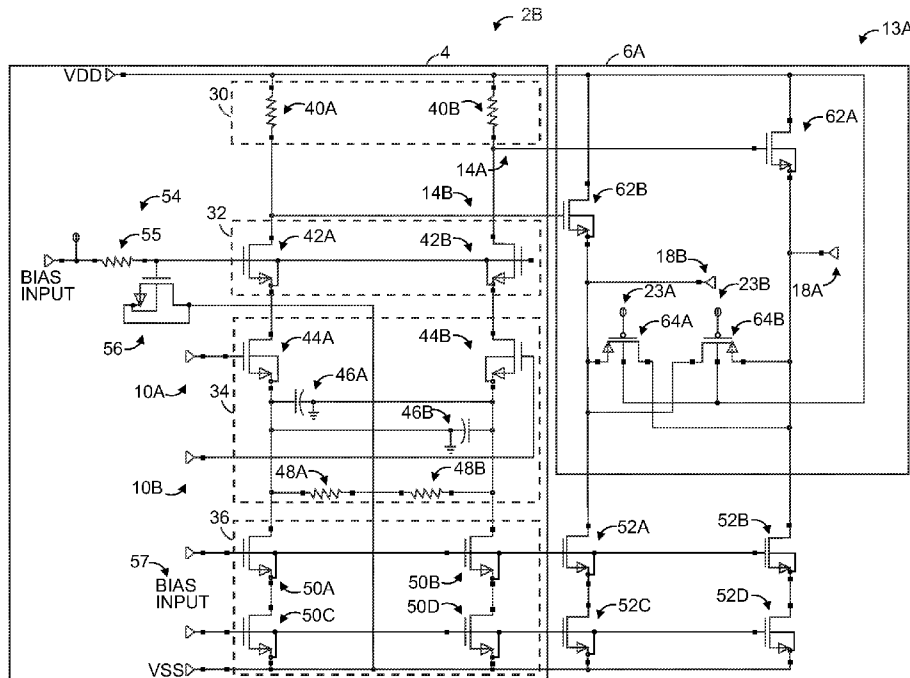 2B
13A
4
6A
VDD
30
40A
40B
62A
14A
54
14B
62B
55
32
42A
42B
BIAS
INPUT
18B
18A
23A
23B
56
44A
44B
64A
64B
10A
46A
34
46B
10B
48A
48B
36
52A
52B
57
BIAS
INPUT
50A
50B
50C
50D
52C
52D
VSS